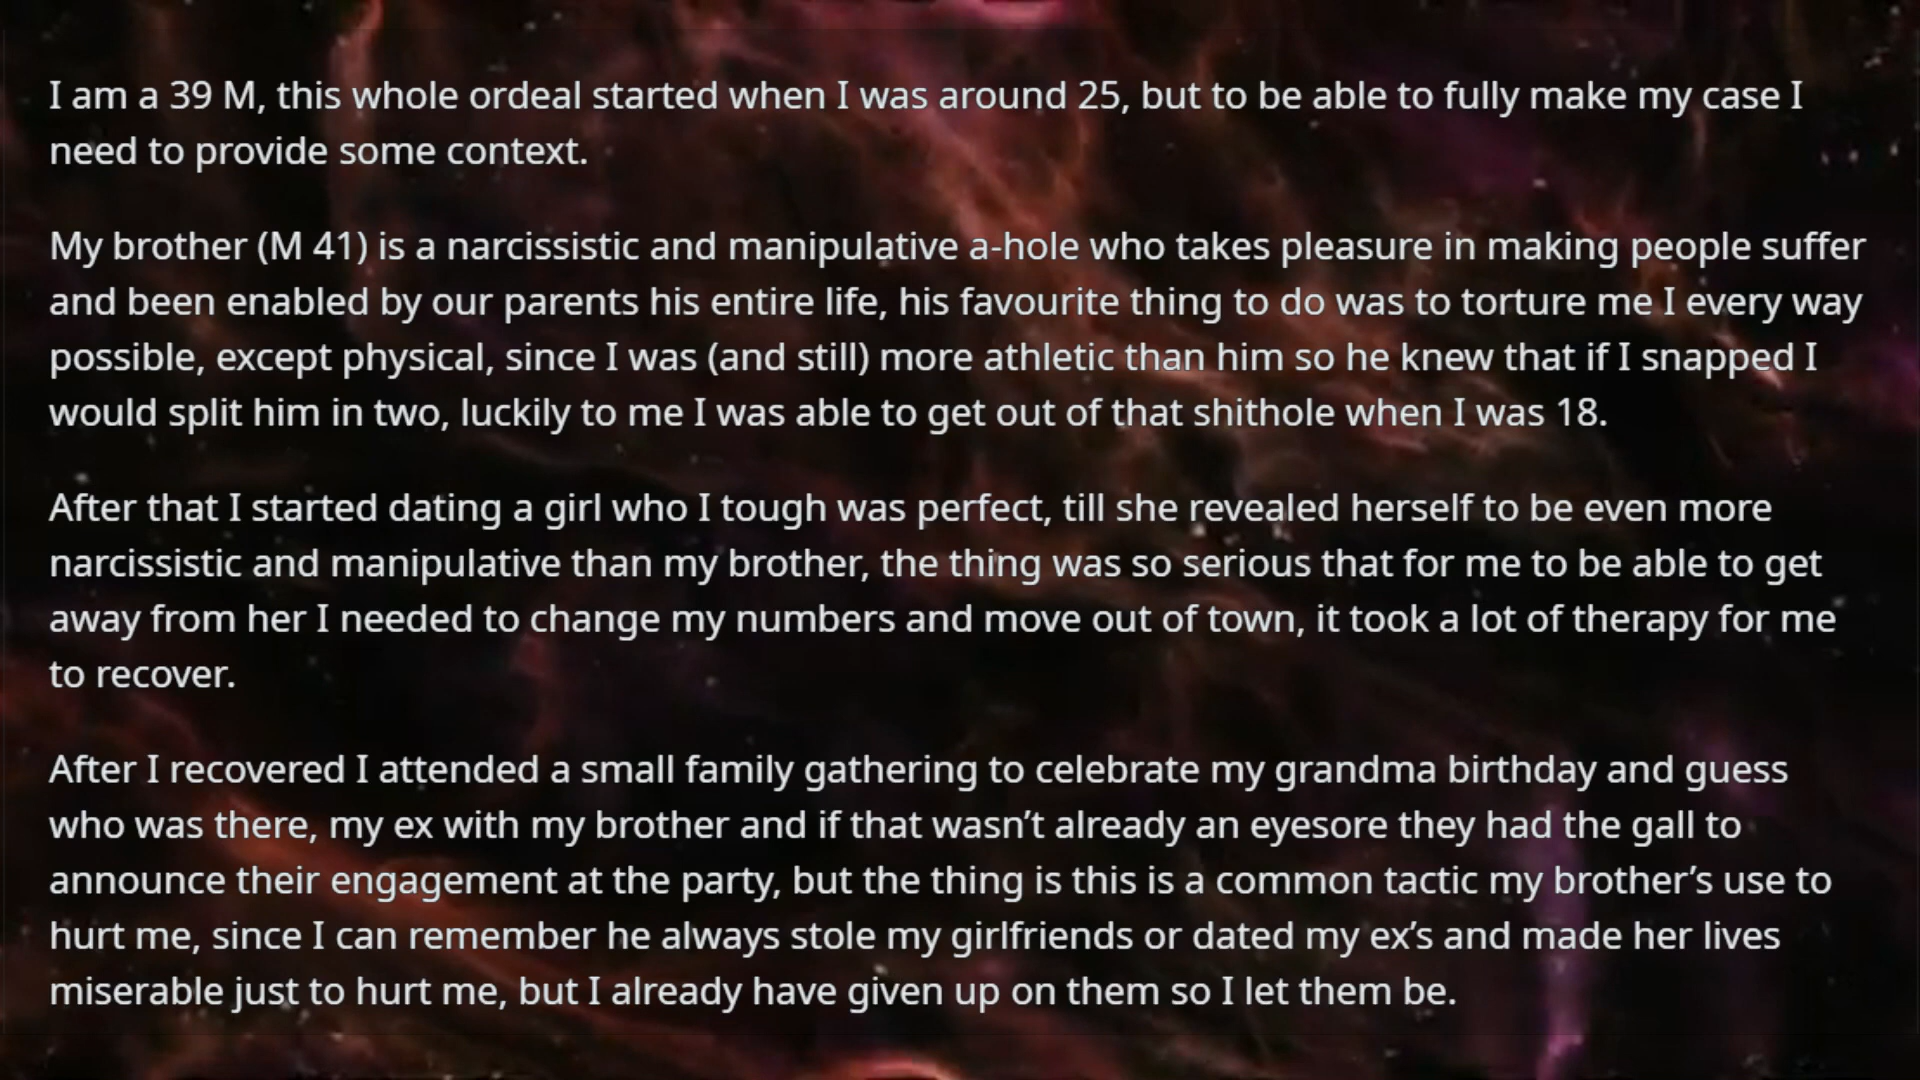 I am a 39 M, this whole ordeal started when I was around 25, but to be able to fully make my case I
need to provide some context.
My brother (M 41) is a narcissistic and manipulative a-hole who takes pleasure in making people suffer
and been enabled by our parents his entire life, his favourite thing to do was to torture me I every way
possible, except physical, since I was (and still) more athletic than him so he knew that if I snapped I
would split him in two, luckily to me I was able to get out of that shithole when I was 18.
After that I started dating a girl who I tough was perfect, till she revealed herself to be even more
narcissistic and manipulative than my brother, the thing was so serious that for me to be able to get
away from her I needed to change my numbers and move out of town, it took a lot of therapy for me
to recover.
After I recovered I attended a small family gathering to celebrate my grandma birthday and guess
who was there, my ex with my brother and if that wasn’t already an eyesore they had the gall to
announce their engagement at the party, but the thing is this is a common tactic my brother’s use to
hurt me, since I can remember he always stole my girlfriends or dated my ex’s and made her lives
miserable just to hurt me, but I already have given up on them so I let them be.